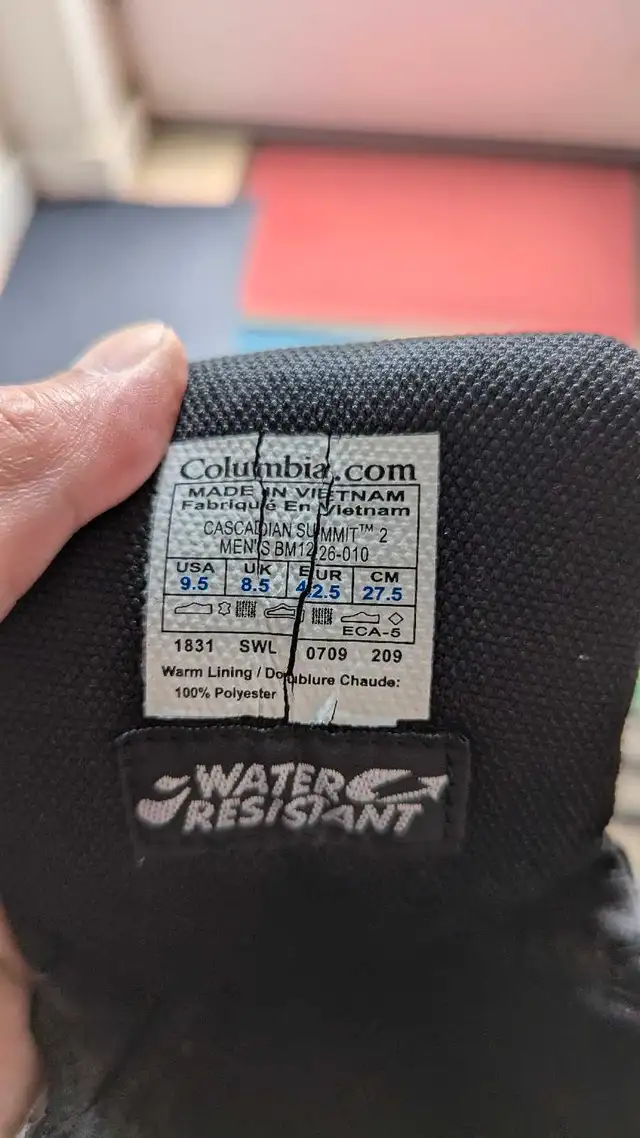 Columbia.com
MADE IN VIETNAM
Fabriqué En Vietnam
CASCADIAN SUMMIT™ 2
MEN'S BM1226-010
USA UK EUR CM
9.5 8.5 42.5 27.5
ECA-5
1831 SWL 0709 209
Warm Lining / Doublure Chaude:
100% Polyester
WATER
RESISTANT